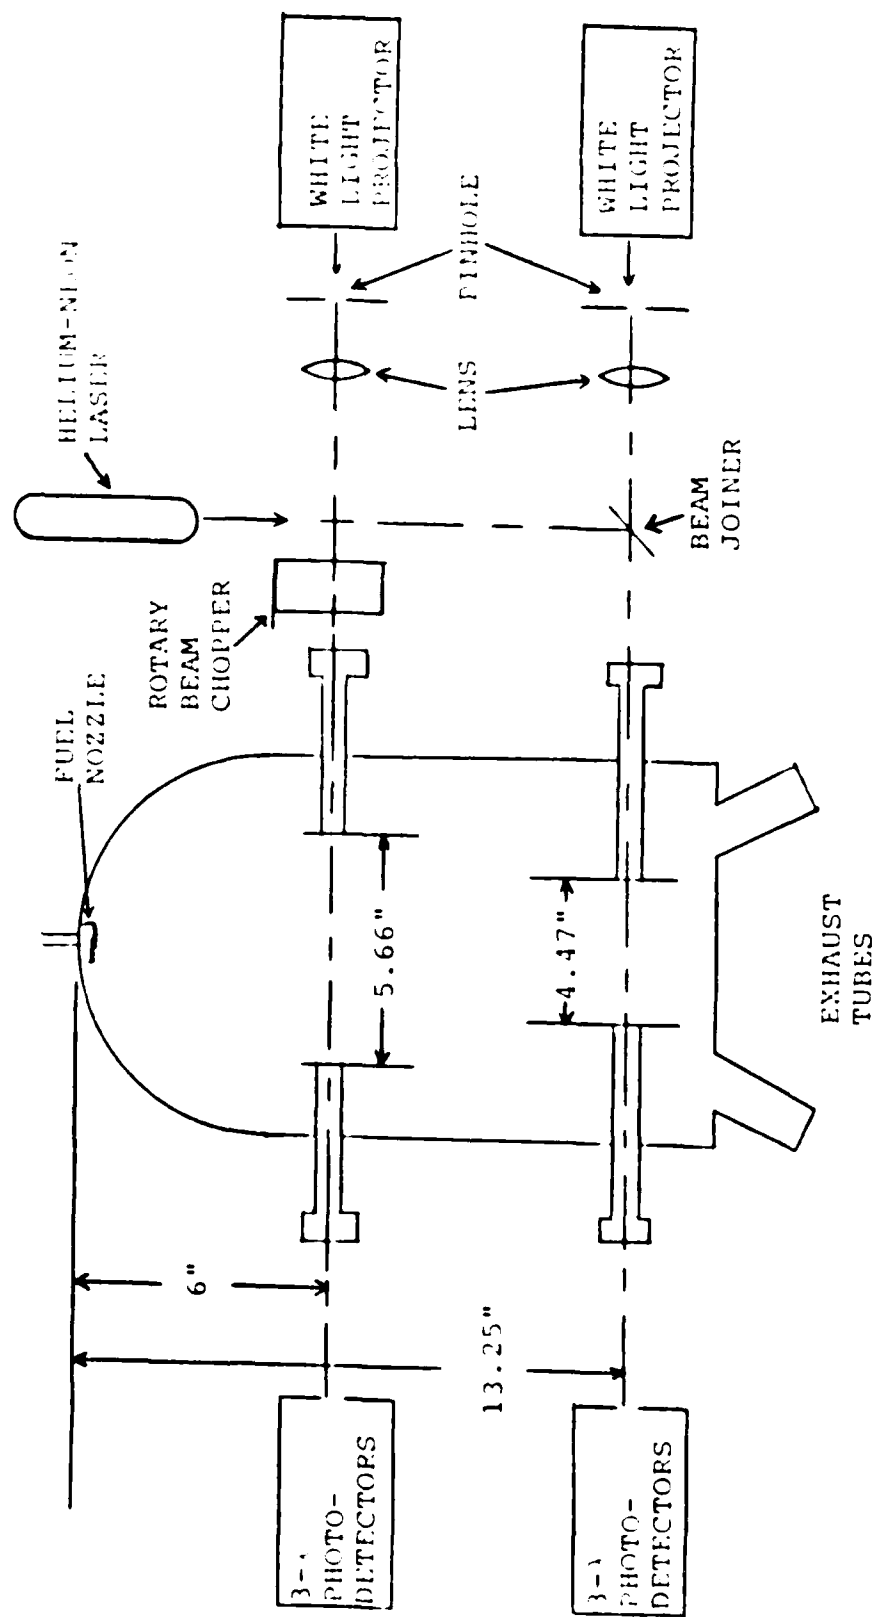 HELIUM-NEON
LASER
WHITE
LIGHT
PROJECTOR
WHITE
LIGHT
PROJECTOR
PINHOLE
LENS
BEAM
JOINER
ROTARY
BEAM
CHOPPER
FUEL
NOZZLE
5.66"
4.47"
EXHAUST
TUBES
6"
13.25"
PHOTO-
DETECTORS
PHOTO-
DETECTORS